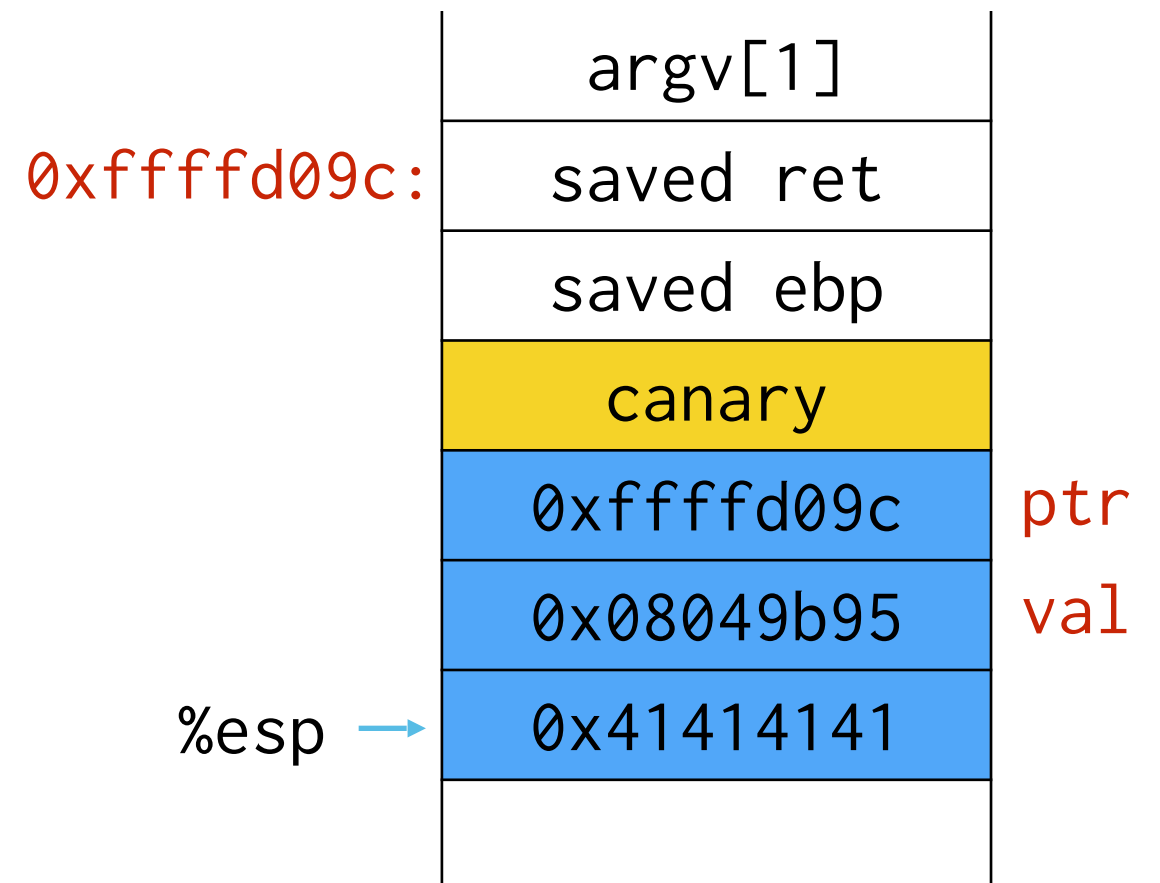 argv[1]
0xffffd09c: saved ret
saved ebp
canary
0xffffd09c ptr
0x08049b95 val
%esp 0x41414141